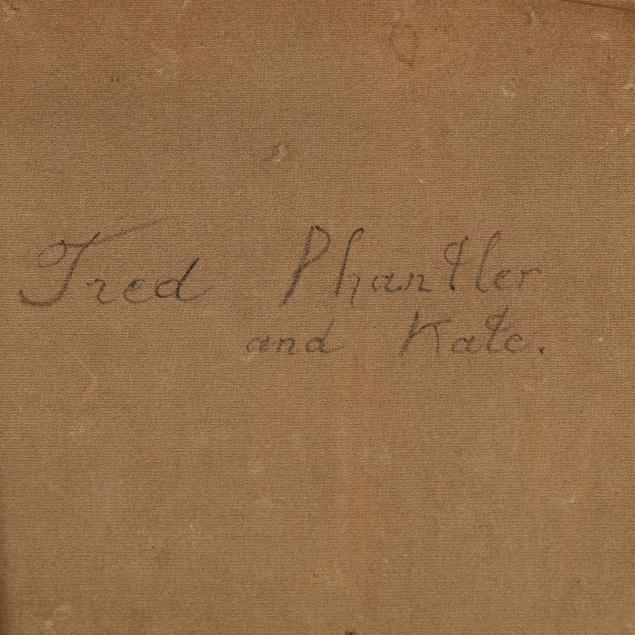 Fred Phantler
and Kate.